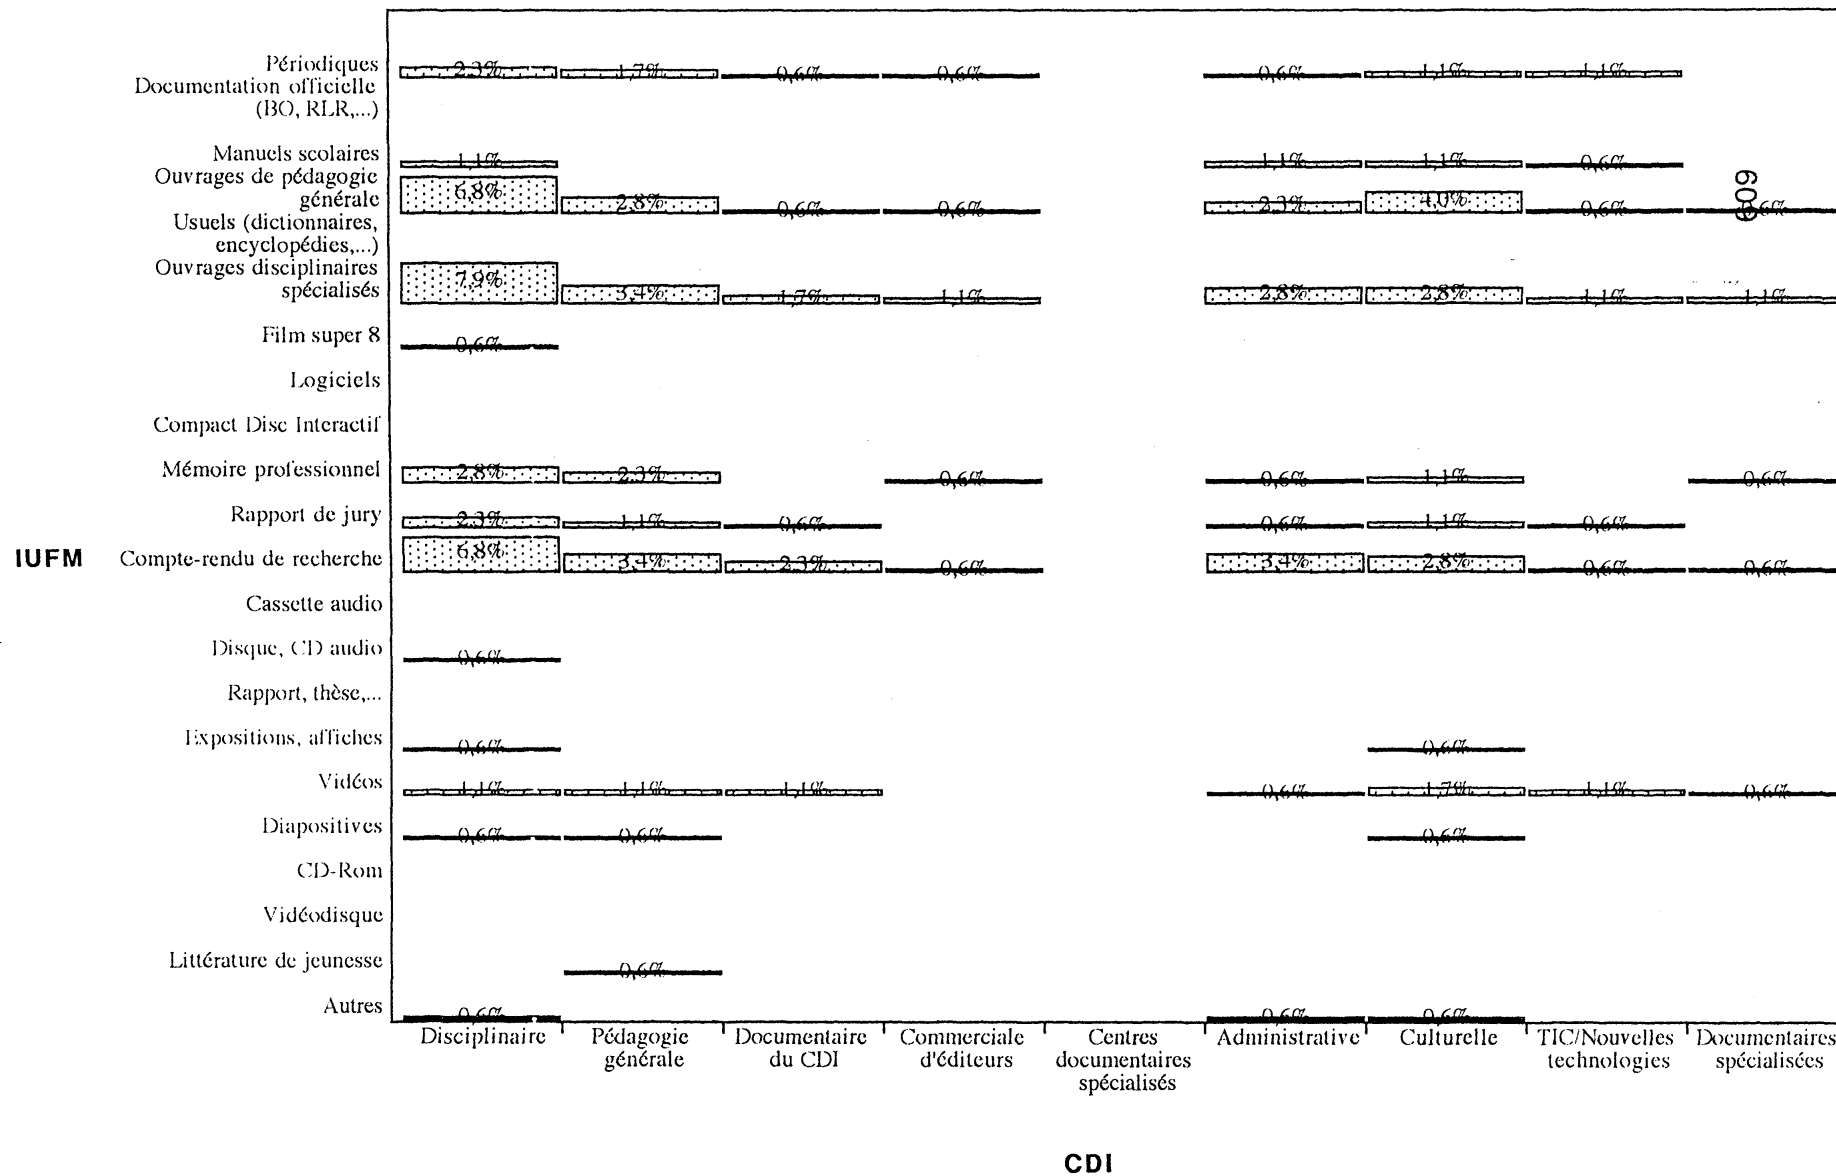 Périodiques
2,3% 1,7% 0,6% 0,6% 0,6% 1,1% 1,1%
Documentation officielle
(BO, RLR,...)
Manuels scolaires
1,1% 1,1% 1,1% 0,6%
Ouvrages de pédagogie
générale
6,8% 2,8% 0,6% 0,6% 2,3% 4,0% 0,6% 0,6%
609
Usuels (dictionnaires,
encyclopédies,...)
Ouvrages disciplinaires
spécialisés
7,9% 3,4% 1,7% 1,1% 2,8% 2,8% 1,1% 1,1%
Film super 8
0,6%
Logiciels
Compact Disc Interactif
Mémoire professionnel
2,8% 2,3% 0,6% 0,6% 1,1% 0,6%
Rapport de jury
2,3% 1,1% 0,6% 0,6% 1,1% 0,6%
IUFM
Compte-rendu de recherche
6,8% 3,4% 2,3% 0,6% 3,4% 2,8% 0,6% 0,6%
Cassette audio
Disque, CD audio
0,6%
Rapport, thèse,...
Expositions, affiches
0,6% 0,6%
Vidéos
1,1% 1,1% 1,1% 0,6% 1,7% 1,1% 0,6%
Diapositives
0,6% 0,6% 0,6%
CD-Rom
Vidéodisque
Littérature de jeunesse
0,6%
Autres
0,6% 0,6% 0,6%
Disciplinaire
Pédagogie
générale
Documentaire
du CDI
Commerciale
d'éditeurs
Centres
documentaires
spécialisés
Administrative
Culturelle
TIC/Nouvelles
technologies
Documentaires
spécialisées
CDI